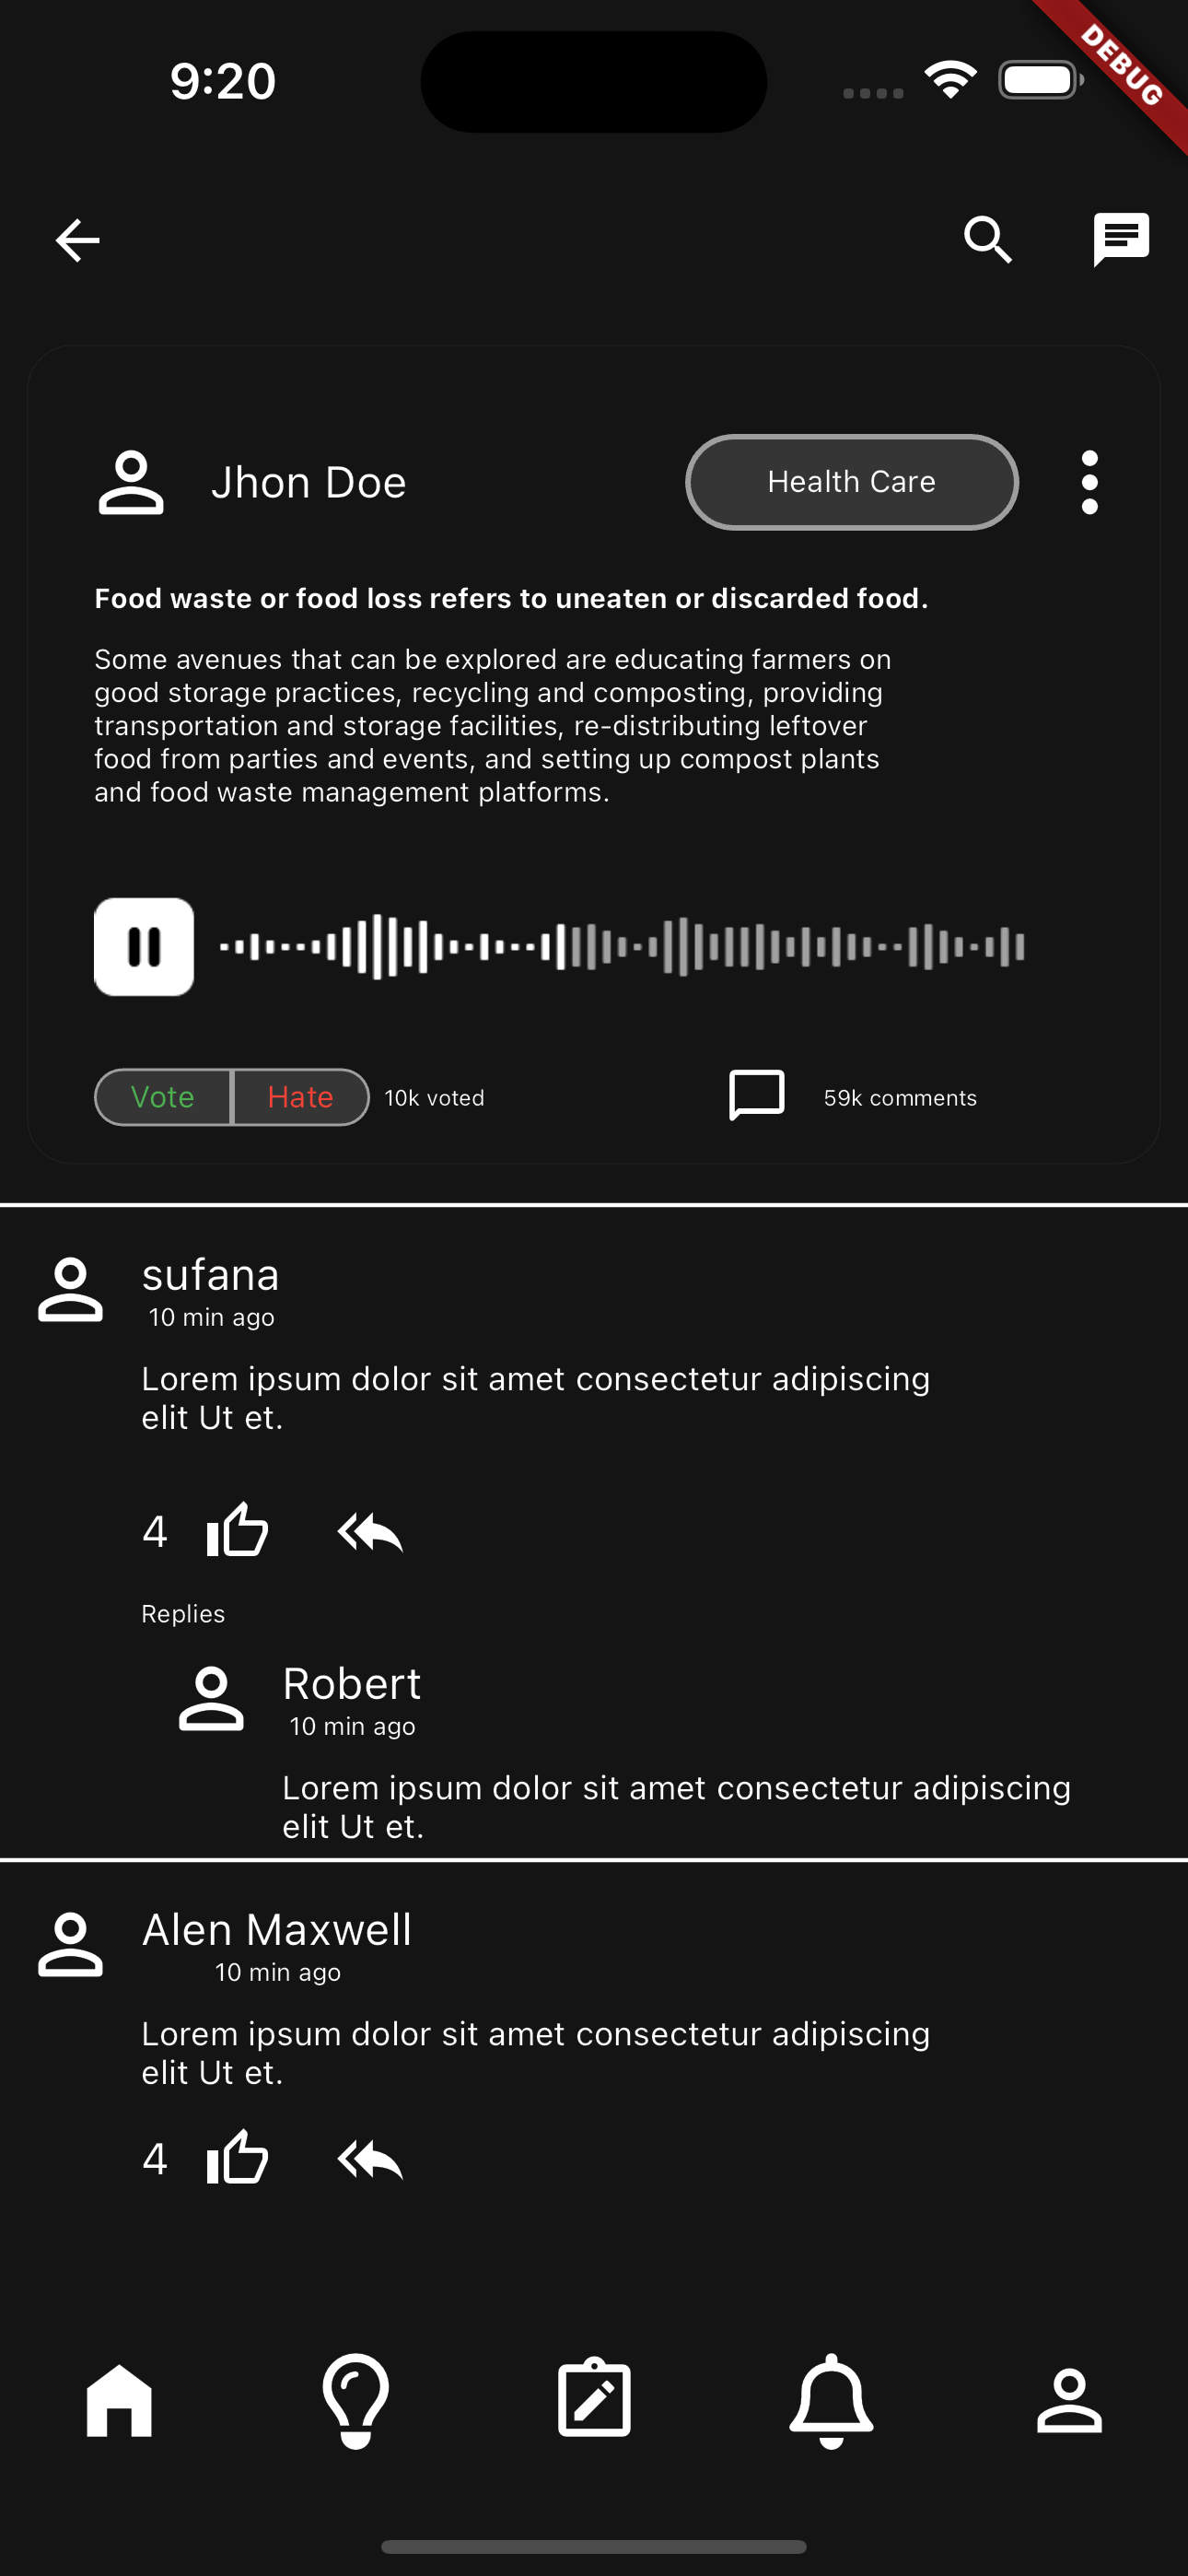 9:20
DEBUG
Jhon Doe
Health Care
Food waste or food loss refers to uneaten or discarded food.
Some avenues that can be explored are educating farmers on
good storage practices, recycling and composting, providing
transportation and storage facilities, re-distributing leftover
food from parties and events, and setting up compost plants
and food waste management platforms.
Vote
Hate
10k voted
59k comments
sufana
10 min ago
Lorem ipsum dolor sit amet consectetur adipiscing
elit Ut et.
4
Replies
Robert
10 min ago
Lorem ipsum dolor sit amet consectetur adipiscing
elit Ut et.
Alen Maxwell
10 min ago
Lorem ipsum dolor sit amet consectetur adipiscing
elit Ut et.
4